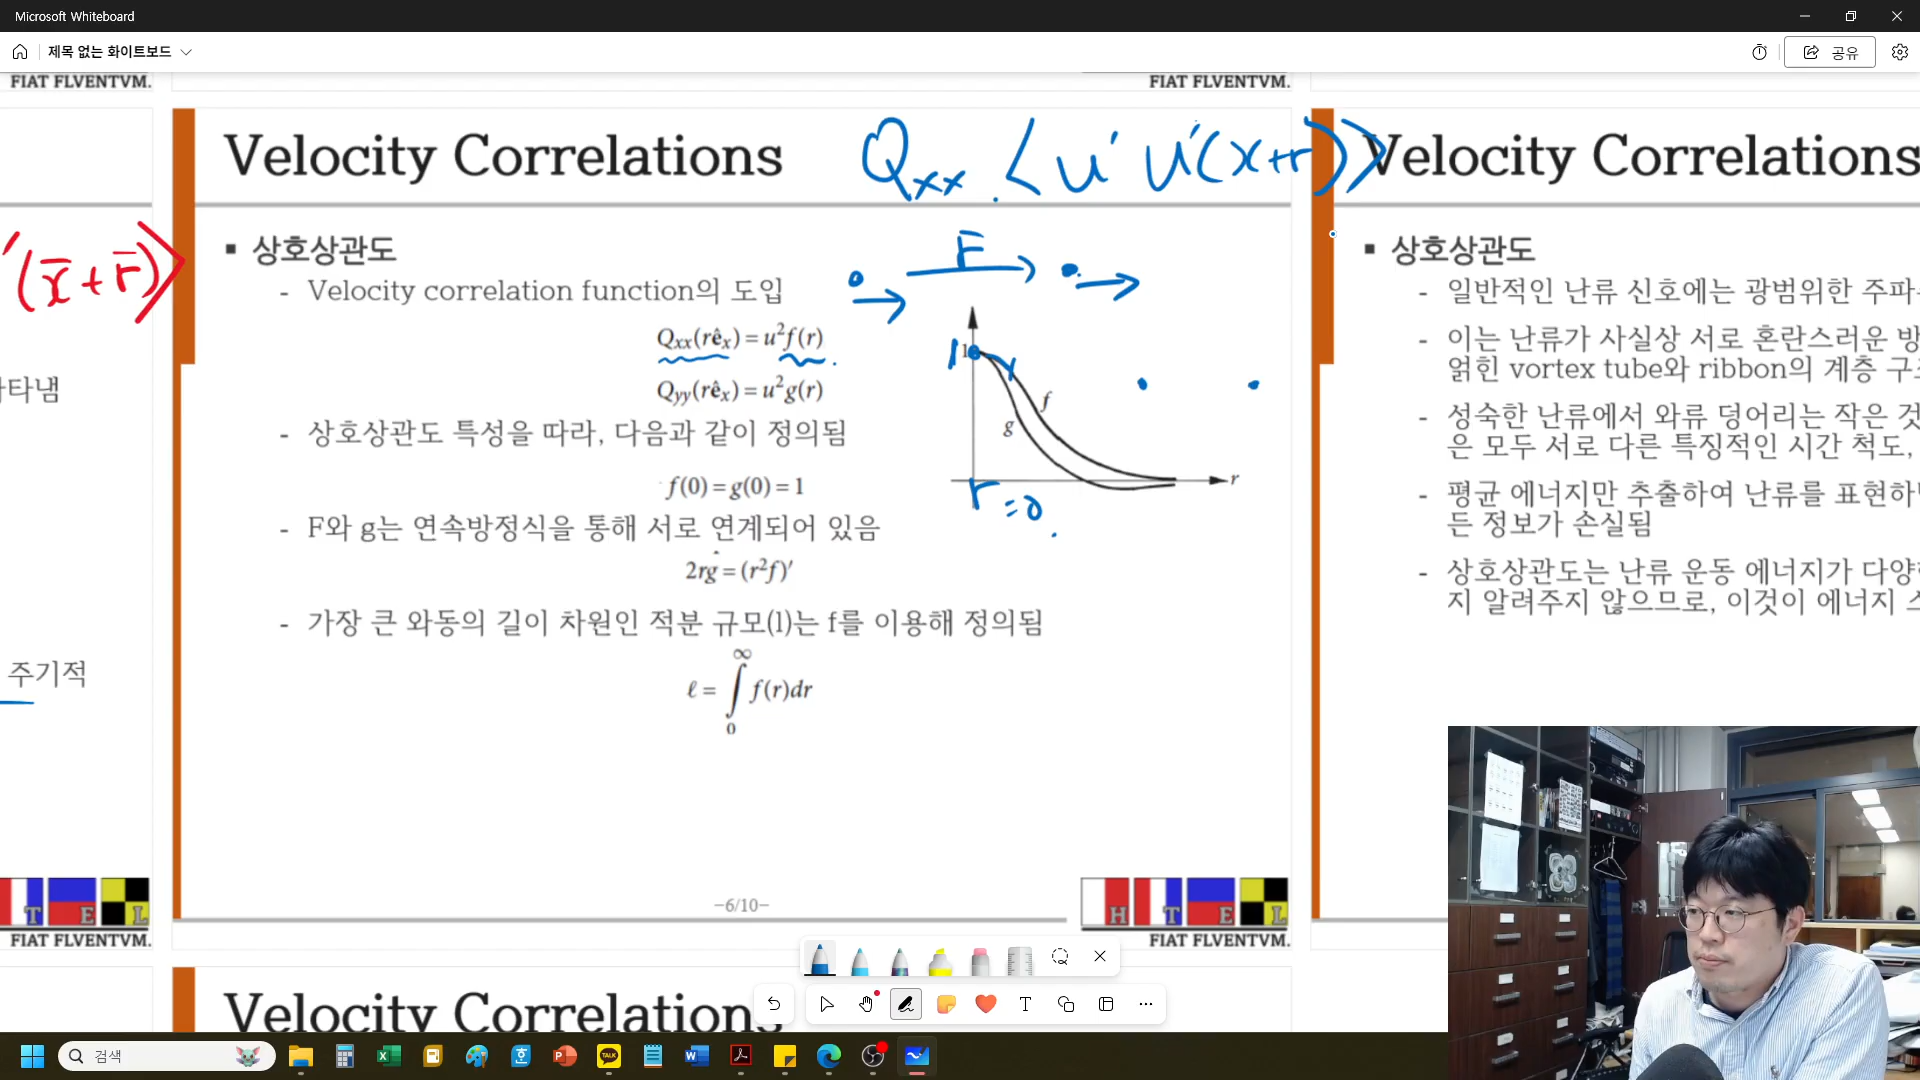 Microsoft Whiteboard
제목 없는 화이트보드
공유
FIAT FLVENTVM.
FIAT FLVENTVM.
Velocity Correlations
Qxx. ⟨u′ u′(x+r)⟩
Velocity Correlations
′(x̄+r̄)⟩
타냄
주기적
▪ 상호상관도
- Velocity correlation function의 도입
Qxx(rêx) = u²f(r)
Qyy(rêx) = u²g(r)
- 상호상관도 특성을 따라, 다음과 같이 정의됨
f(0) = g(0) = 1
- F와 g는 연속방정식을 통해 서로 연계되어 있음
2rg = (r²f)′
- 가장 큰 와동의 길이 차원인 적분 규모(l)는 f를 이용해 정의됨
ℓ = ∫₀^∞ f(r)dr
r̄
1 1
f
g
r
r=0
−6/10−
▪ 상호상관도
- 일반적인 난류 신호에는 광범위한 주파
- 이는 난류가 사실상 서로 혼란스러운 방
얽힌 vortex tube와 ribbon의 계층 구
- 성숙한 난류에서 와류 덩어리는 작은 것
은 모두 서로 다른 특징적인 시간 척도,
- 평균 에너지만 추출하여 난류를 표현하
든 정보가 손실됨
- 상호상관도는 난류 운동 에너지가 다양
지 알려주지 않으므로, 이것이 에너지 스
T E L
FIAT FLVENTVM.
H T E L
FIAT FLVENTVM.
Velocity Correlations
검색